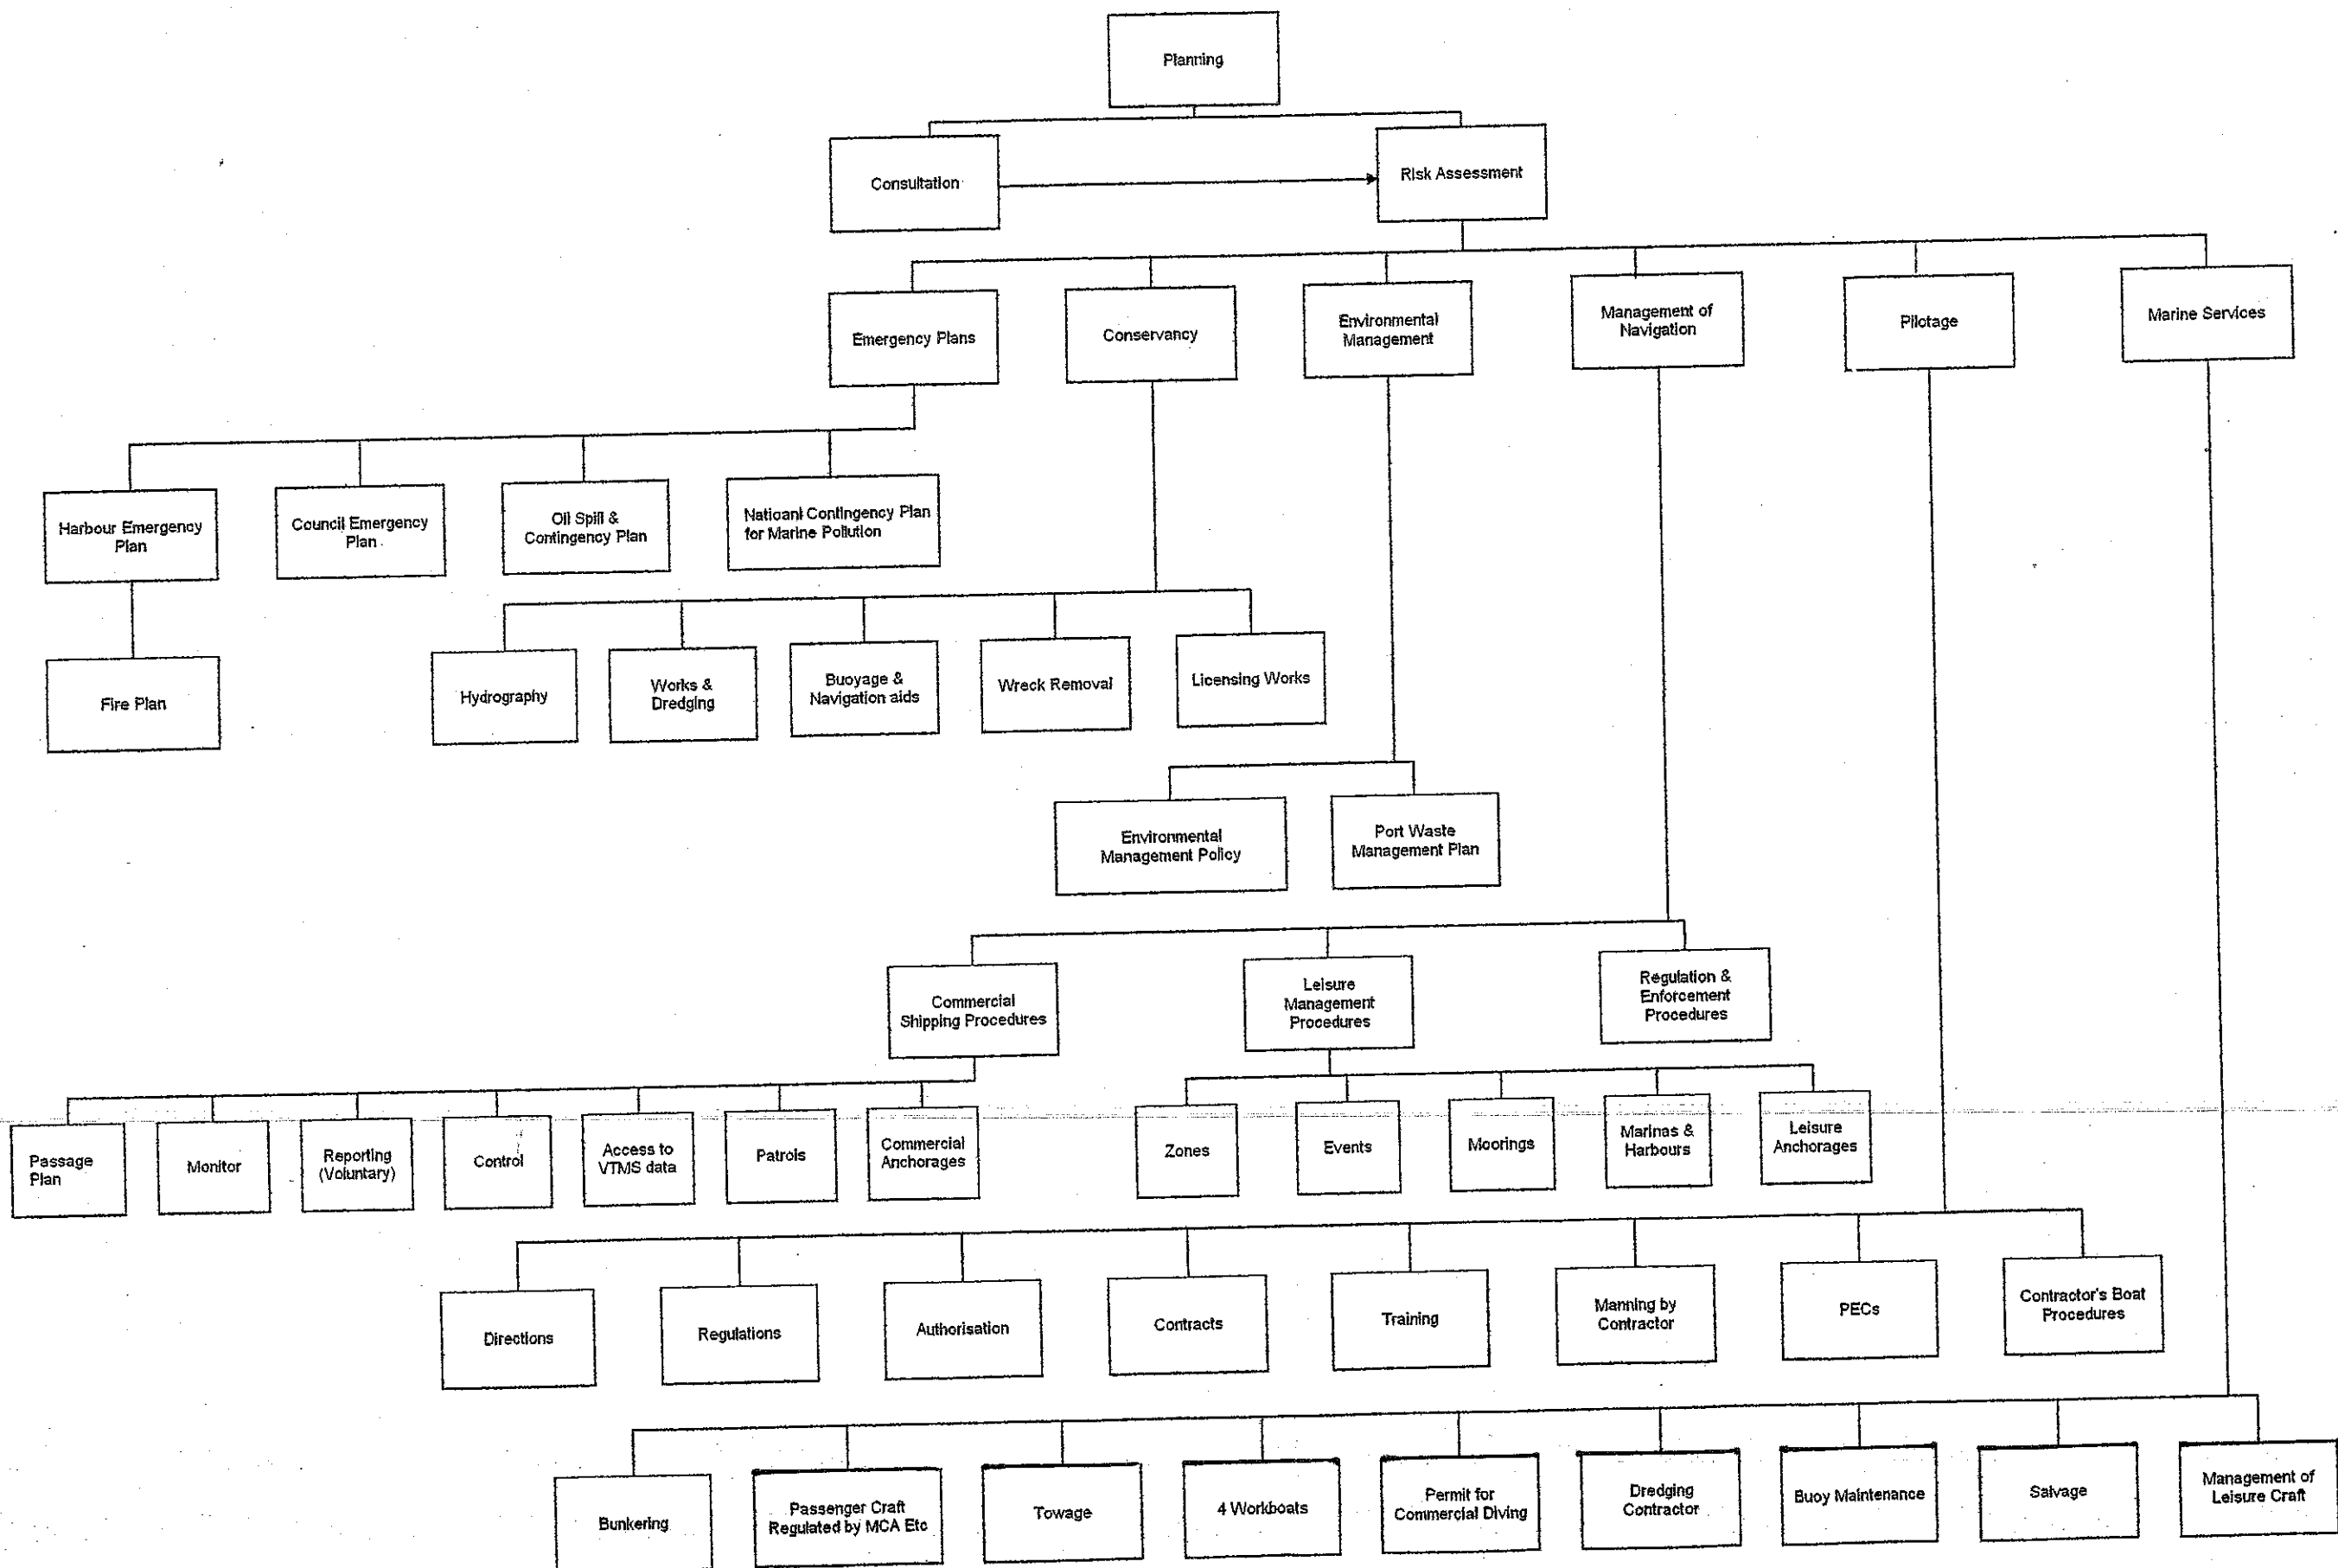 Planning
Consultation
Risk Assessment
Emergency Plans
Conservancy
Environmental
Management
Management of
Navigation
Pilotage
Marine Services
Harbour Emergency
Plan
Council Emergency
Plan
Oil Spill &
Contingency Plan
Natioanl Contingency Plan
for Marine Pollution
Fire Plan
Hydrography
Works &
Dredging
Buoyage &
Navigation aids
Wreck Removal
Licensing Works
Environmental
Management Policy
Port Waste
Management Plan
Commercial
Shipping Procedures
Leisure
Management
Procedures
Regulation &
Enforcement
Procedures
Passage
Plan
Monitor
Reporting
(Voluntary)
Control
Access to
VTMS data
Patrols
Commercial
Anchorages
Zones
Events
Moorings
Marinas &
Harbours
Leisure
Anchorages
Directions
Regulations
Authorisation
Contracts
Training
Manning by
Contractor
PECs
Contractor's Boat
Procedures
Bunkering
Passenger Craft
Regulated by MCA Etc
Towage
4 Workboats
Permit for
Commercial Diving
Dredging
Contractor
Buoy Maintenance
Salvage
Management of
Leisure Craft